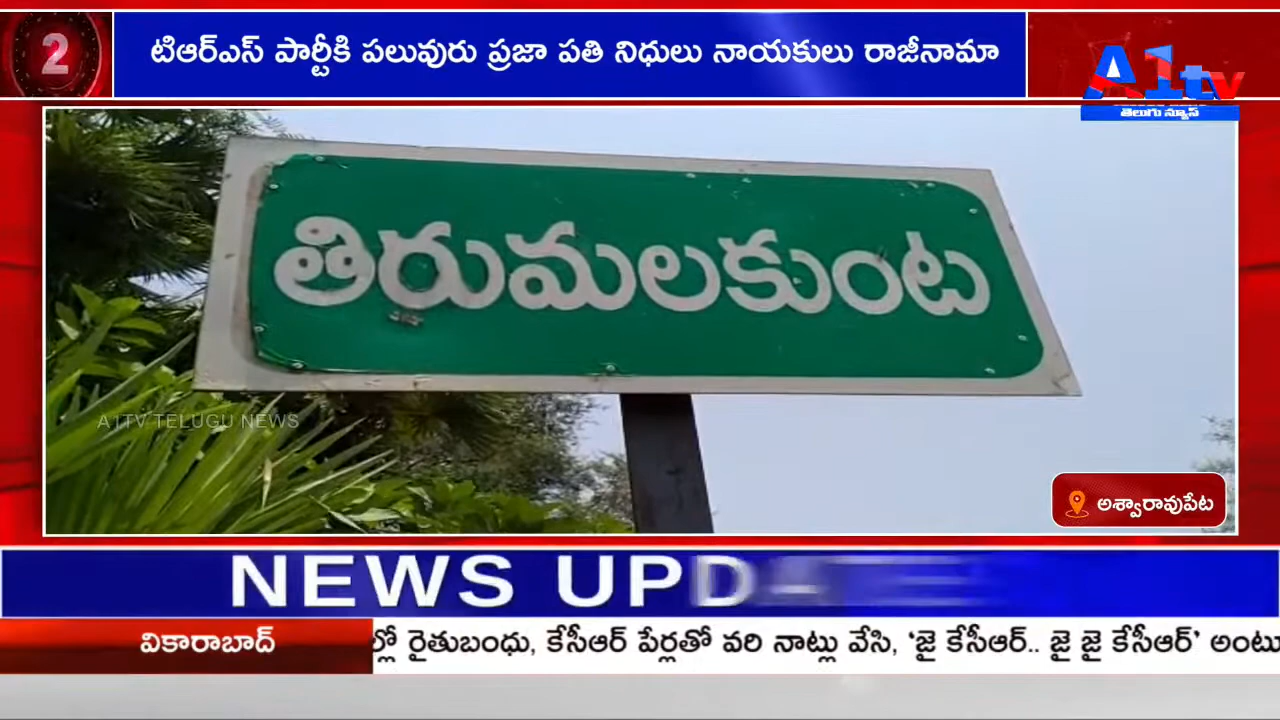 2
టిఆర్ఎస్ పార్టీకి పలువురు ప్రజా పతి నిధులు నాయకులు రాజీనామా
A1tv
తెలుగు న్యూస్
తిరుమలకుంట
A1TV TELUGU NEWS
అశ్వారావుపేట
NEWS UPDATES
వికారాబాద్
ల్లో రైతుబంధు, కేసీఆర్ పేర్లతో వరి నాట్లు వేసి, ‘జై కేసీఆర్.. జై జై కేసీఆర్’ అంటు